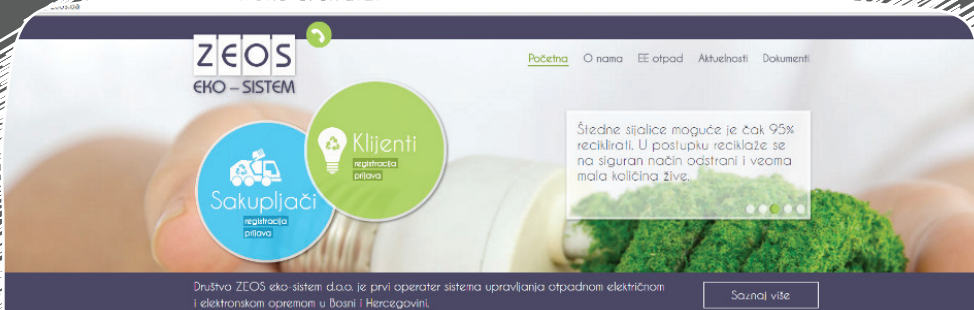 ZEOS
EKO – SISTEM
Početna O nama EE otpad Aktuelnosti Dokumenti
Klijenti
registracija
prijava
Sakupljači
registracija
prijava
Štedne sijalice moguće je čak 95%
reciklirati. U postupku reciklaže se
na siguran način odstrani i veoma
mala količina žive.
Društvo ZEOS eko-sistem d.o.o. je prvi operater sistema upravljanja otpadnom električnom
i elektronskom opremom u Bosni i Hercegovini.
Saznaj više